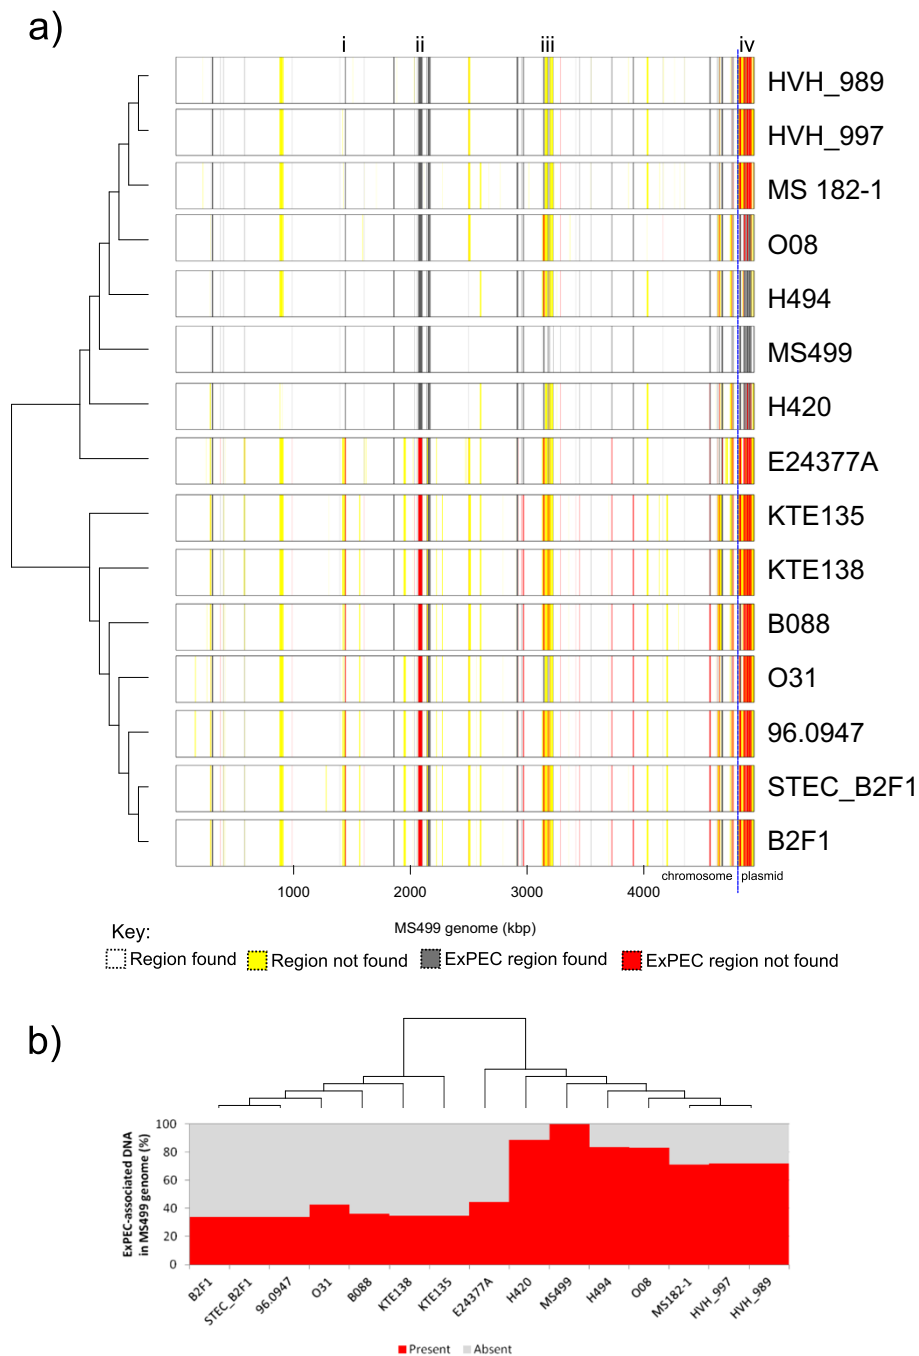 a)
i ii iii iv
HVH_989
HVH_997
MS 182-1
O08
H494
MS499
H420
E24377A
KTE135
KTE138
B088
O31
96.0947
STEC_B2F1
B2F1
chromosome plasmid
1000 2000 3000 4000
MS499 genome (kbp)
Key:
Region found Region not found ExPEC region found ExPEC region not found
b)
ExPEC-associated DNA
in MS499 genome (%)
100
80
60
40
20
0
B2F1 STEC_B2F1 96.0947 O31 B088 KTE138 KTE135 E24377A H420 MS499 H494 O08 MS182-1 HVH_997 HVH_989
Present Absent